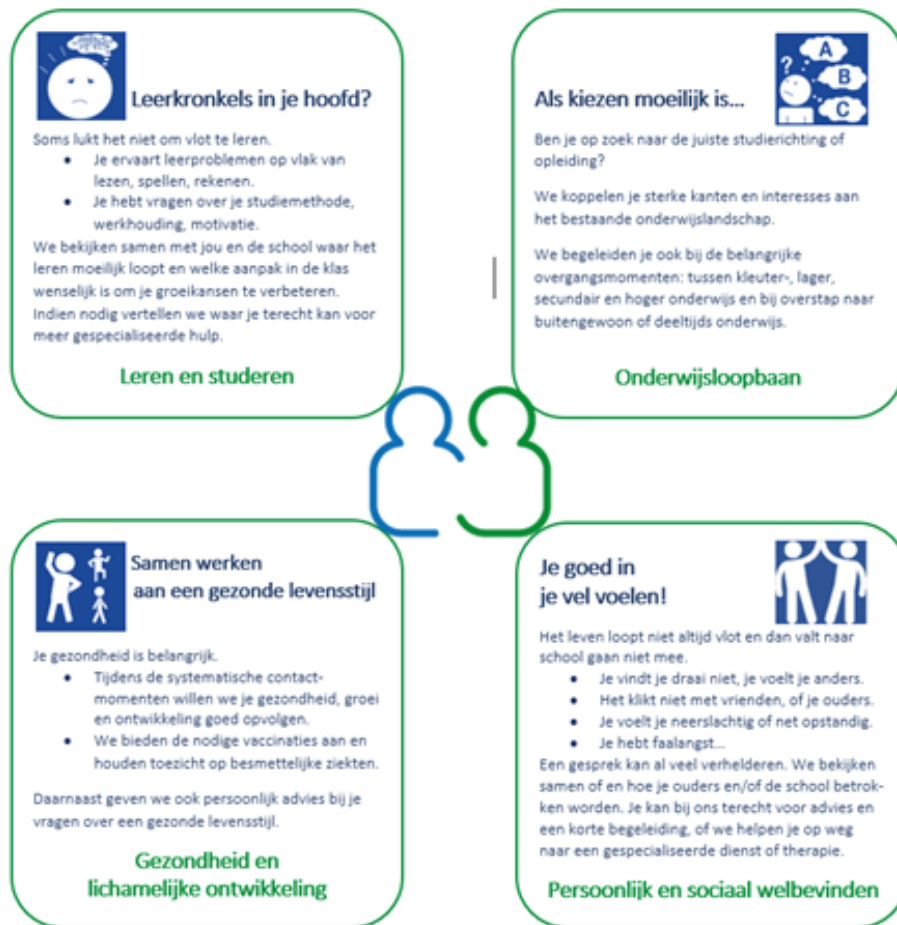 Leerkronkels in je hoofd?
Soms lukt het niet om vlot te leren.
• Je ervaart leerproblemen op vlak van
lezen, spellen, rekenen.
• Je hebt vragen over je studiemethode,
werkhouding, motivatie.
We bekijken samen met jou en de school waar het
leren moeilijk loopt en welke aanpak in de klas
wenselijk is om je groeikansen te verbeteren.
Indien nodig vertellen we waar je terecht kan voor
meer gespecialiseerde hulp.
Leren en studeren
Als kiezen moeilijk is...
A
?
B
C
Ben je op zoek naar de juiste studierichting of
opleiding?
We koppelen je sterke kanten en interesses aan
het bestaande onderwijslandschap.
We begeleiden je ook bij de belangrijke
overgangsmomenten: tussen kleuter-, lager,
secundair en hoger onderwijs en bij overstap naar
buitengewoon of deeltijds onderwijs.
Onderwijsloopbaan
Samen werken
aan een gezonde levensstijl
Je gezondheid is belangrijk.
• Tijdens de systematische contact-
momenten willen we je gezondheid, groei
en ontwikkeling goed opvolgen.
• We bieden de nodige vaccinaties aan en
houden toezicht op besmettelijke ziekten.
Daarnaast geven we ook persoonlijk advies bij je
vragen over een gezonde levensstijl.
Gezondheid en
lichamelijke ontwikkeling
Je goed in
je vel voelen!
Het leven loopt niet altijd vlot en dan valt naar
school gaan niet mee.
• Je vindt je draai niet, je voelt je anders.
• Het klikt niet met vrienden, of je ouders.
• Je voelt je neerslachtig of net opstandig.
• Je hebt faalangst...
Een gesprek kan al veel verhelderen. We bekijken
samen of en hoe je ouders en/of de school betrok-
ken worden. Je kan bij ons terecht voor advies en
een korte begeleiding, of we helpen je op weg
naar een gespecialiseerde dienst of therapie.
Persoonlijk en sociaal welbevinden